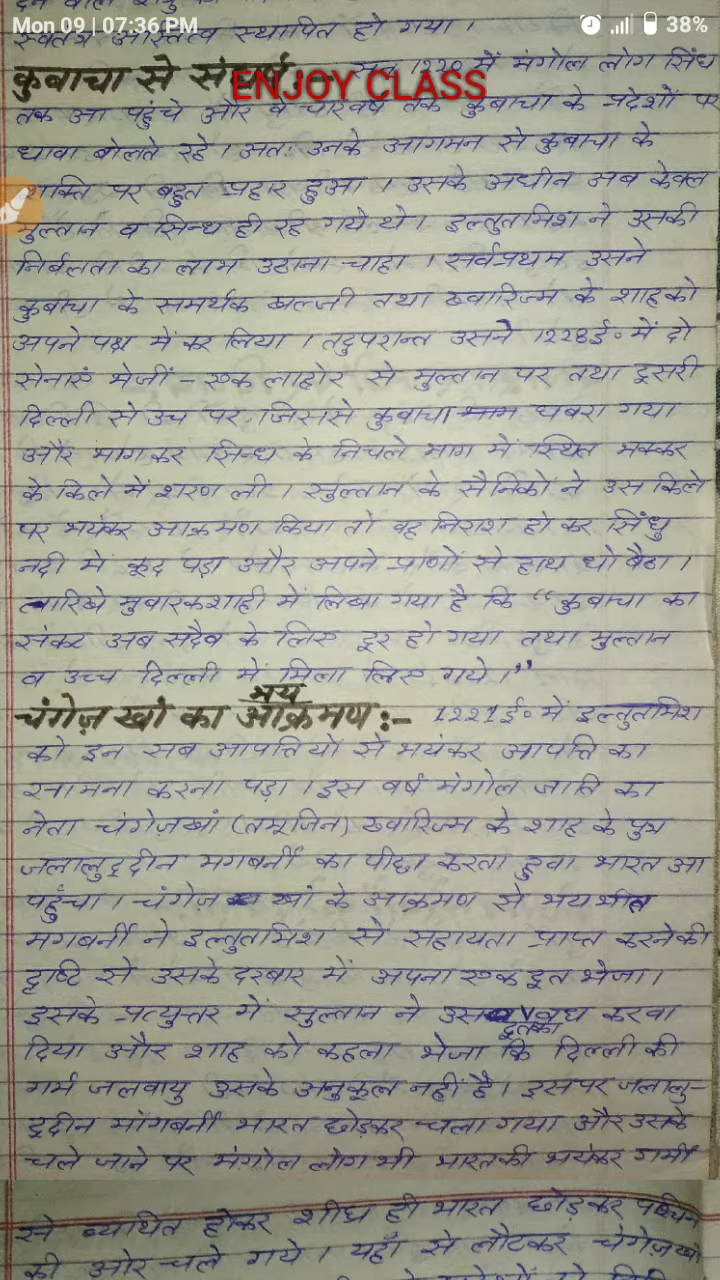 Mon 09 | 07:36 PM 38%
स्वतंत्र अस्तित्व स्थापित हो गया।
कुबाचा से संघर्ष :- सन् 1220 में मंगोल लोग सिंध
ENJOY CLASS
तक आ पहुंचे और वे चार वर्ष तक कुबाचा के प्रदेशों पर
धावा बोलते रहे। अतः उनके आगमन से कुबाचा के
शक्ति पर बहुत प्रहार हुआ। उसके अधीन अब केवल
मुल्तान व सिन्ध ही रह गये थे। इल्तुतमिश ने उसकी
निर्बलता का लाभ उठाना चाहा। सर्वप्रथम उसने
कुबाचा के समर्थक खल्जी तथा ख्वारिज्म के शाह को
अपने पक्ष में कर लिया। तदुपरान्त उसने 1228ई० में दो
सेनाएं भेजीं - एक लाहोर से मुल्तान पर तथा दूसरी
दिल्ली से उच पर, जिससे कुबाचा घबरा गया
और भागकर सिन्ध के निचले भाग में स्थित भक्कर
के किले में शरण ली। सुल्तान के सैनिकों ने उस किले
पर भयंकर आक्रमण किया तो वह निराश हो कर सिंधु
नदी में कूद पड़ा और अपने प्राणों से हाथ धो बैठा।
तारिखे मुबारकशाही में लिखा गया है कि “कुबाचा का
संकट अब सदैव के लिए दूर हो गया तथा मुल्तान
व उच्च दिल्ली में मिला लिए गये।”
चंगेज़ खां का भय आक्रमण :- 1221ई० में इल्तुतमिश
को इन सब आपत्तियों से भयंकर आपत्ति का
सामना करना पड़ा। इस वर्ष मंगोल जाति का
नेता चंगेज़खां (तमूजिन) ख्वारिज्म के शाह के पुत्र
जलालुद्दीन मगबर्नी का पीछा करता हुवा भारत आ
पहुँचा। चंगेज़ खां के आक्रमण से भयभीत
मगबर्नी ने इल्तुतमिश से सहायता प्राप्त करने की
दृष्टि से उसके दरबार में अपना एक दूत भेजा।
इसके प्रत्युत्तर में सुल्तान ने उस दूतका वध करवा
दिया और शाह को कहला भेजा कि दिल्ली की
गर्म जलवायु उसके अनुकूल नहीं है। इसपर जलालु-
द्दीन मांगबर्नी भारत छोड़कर चला गया और उसके
चले जाने पर मंगोल लोग भी भारत की भयंकर गर्मी
से व्यथित होकर शीघ्र ही भारत छोड़कर पश्चिम
की ओर चले गये। यहाँ से लौटकर चंगेज़खां